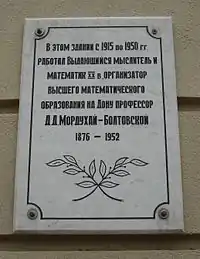 В этом здании с 1915 по 1950 гг.
работал выдающийся мыслитель и
математик XX в. организатор
высшего математического
образования на Дону профессор
Д.Д. Мордухай-Болтовской
1876 – 1952